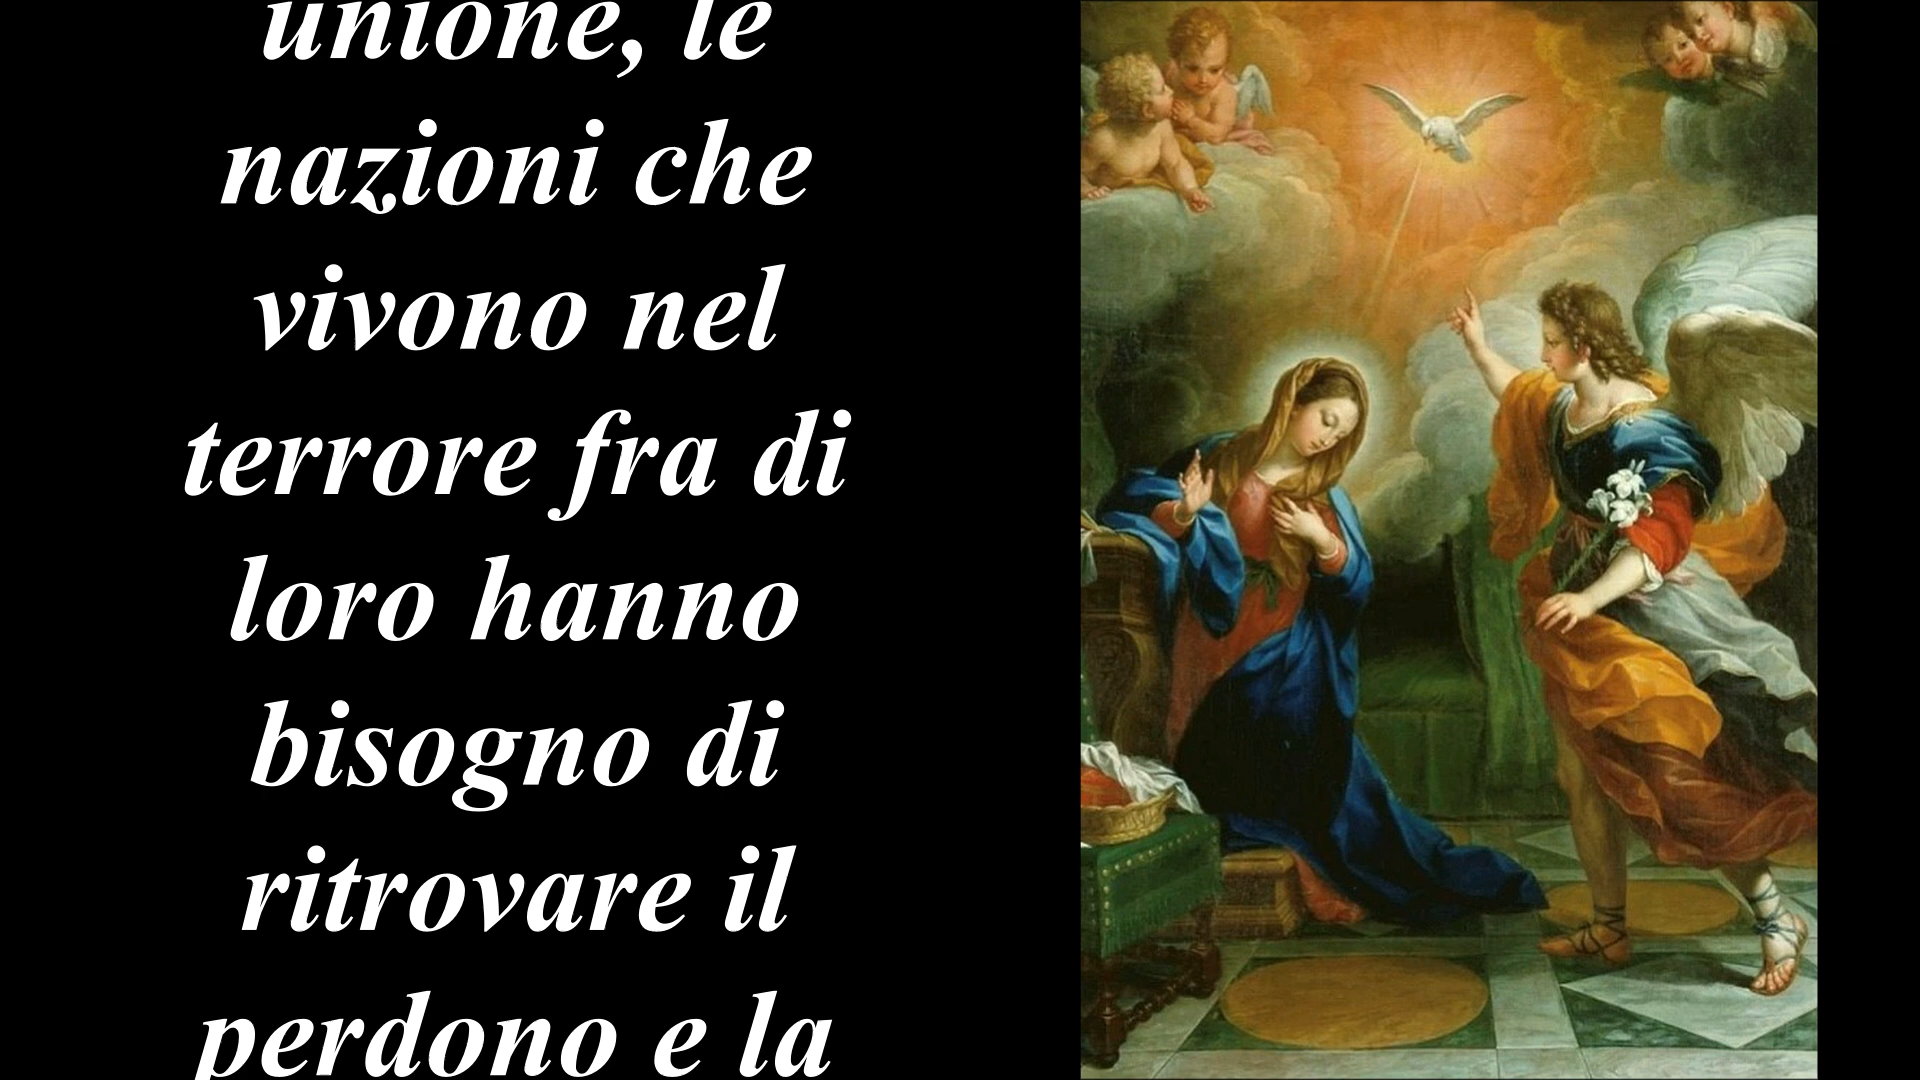 unione, le
nazioni che
vivono nel
terrore fra di
loro hanno
bisogno di
ritrovare il
perdono e la